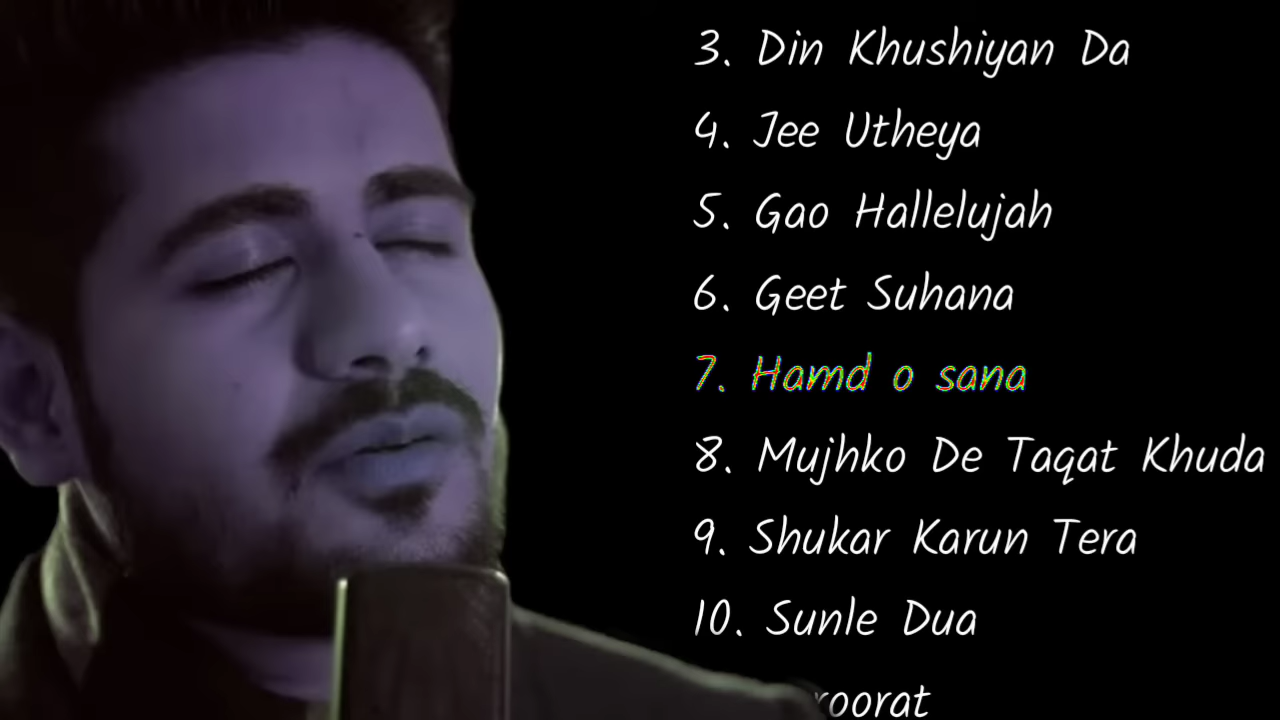 3. Din Khushiyan Da
4. Jee Utheya
5. Gao Hallelujah
6. Geet Suhana
7. Hamd o sana
8. Mujhko De Taqat Khuda
9. Shukar Karun Tera
10. Sunle Dua